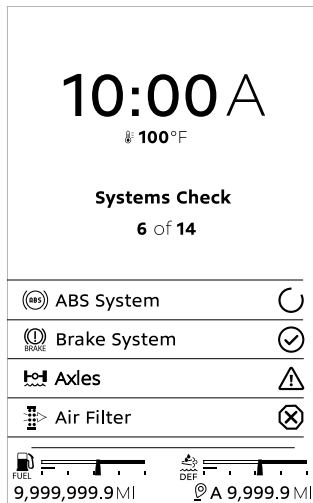 10:00 A
100°F
Systems Check
6 of 14
ABS ABS System
BRAKE Brake System
Axles
Air Filter
FUEL DEF
9,999,999.9 MI P A 9,999.9 MI